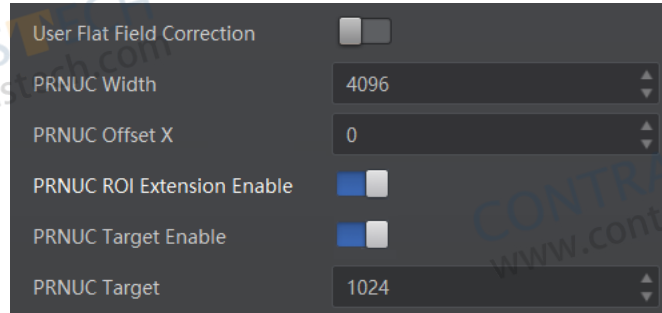 User Flat Field Correction
PRNUC Width 4096
PRNUC Offset X 0
PRNUC ROI Extension Enable
PRNUC Target Enable
PRNUC Target 1024